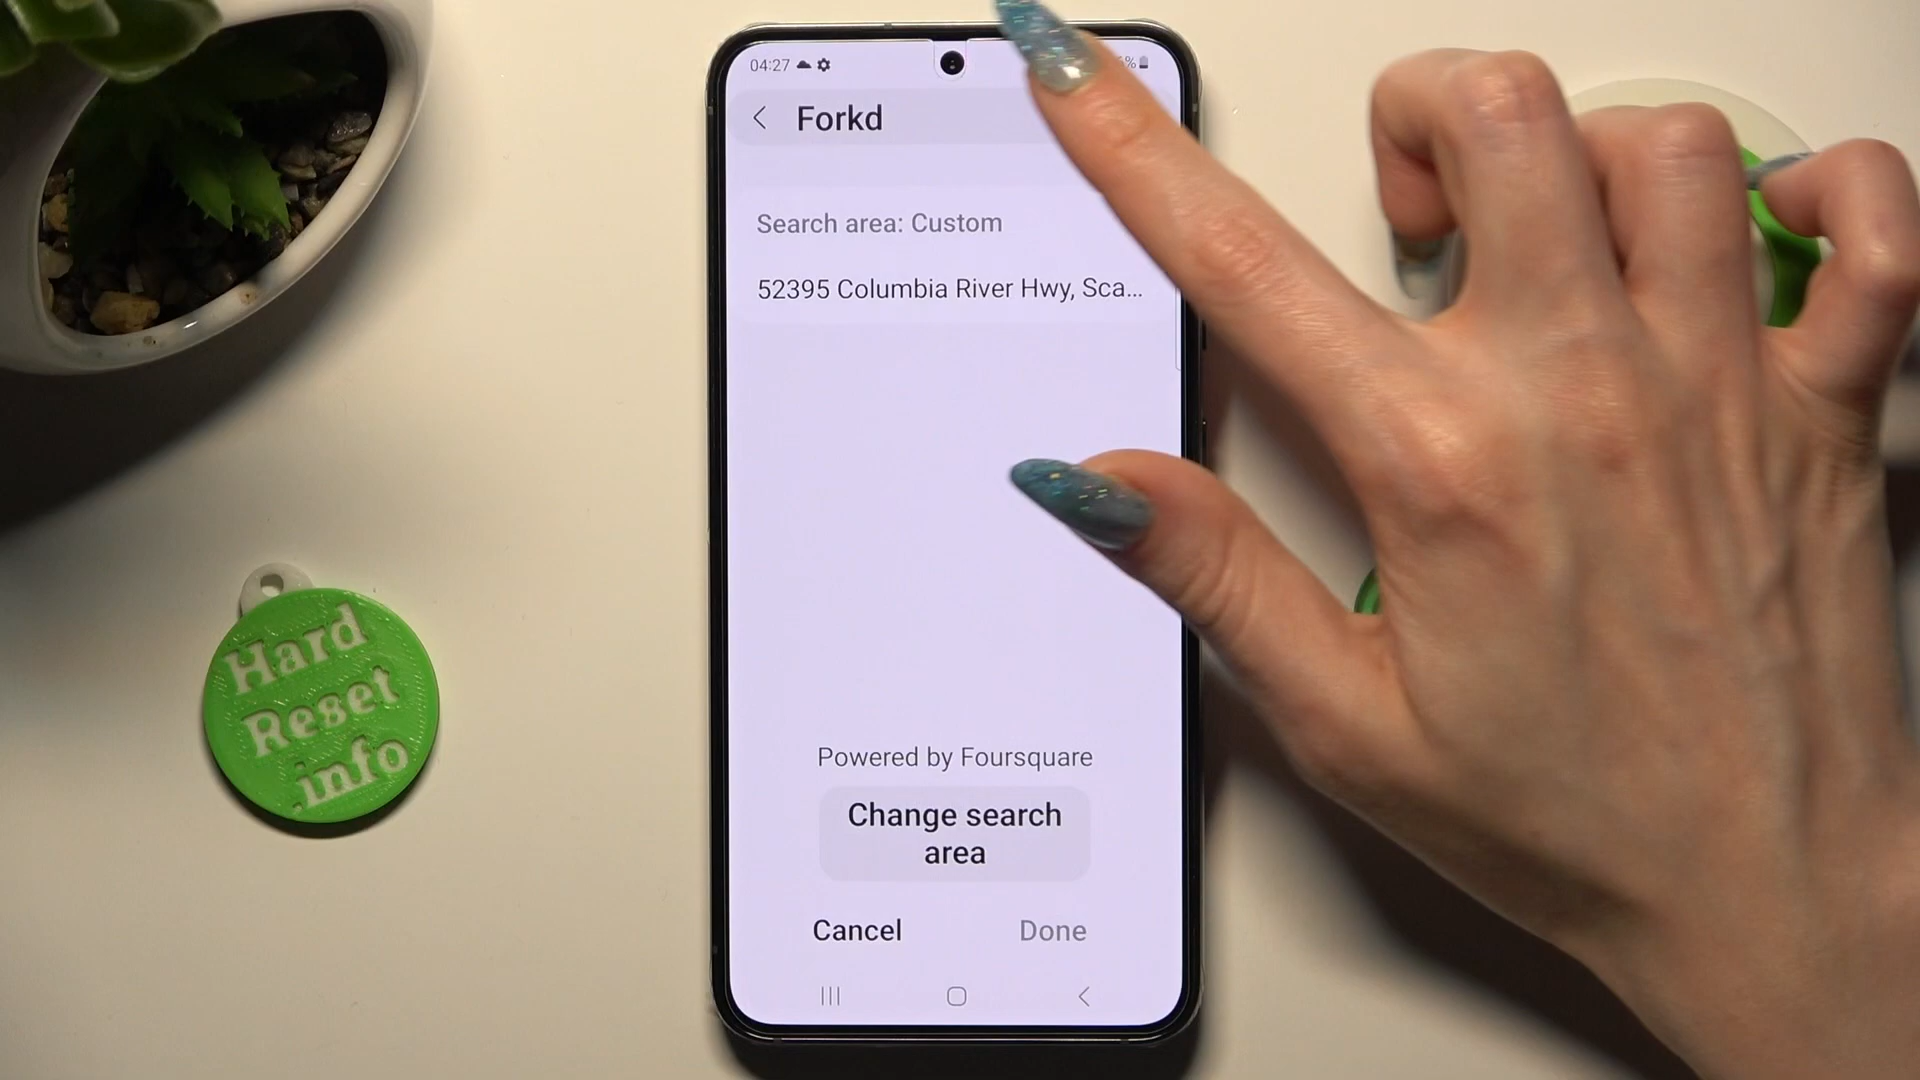 04:27
%
Forkd
Search area: Custom
52395 Columbia River Hwy, Sca...
Powered by Foursquare
Change search
area
Cancel
Done
Hard
Reset
.info